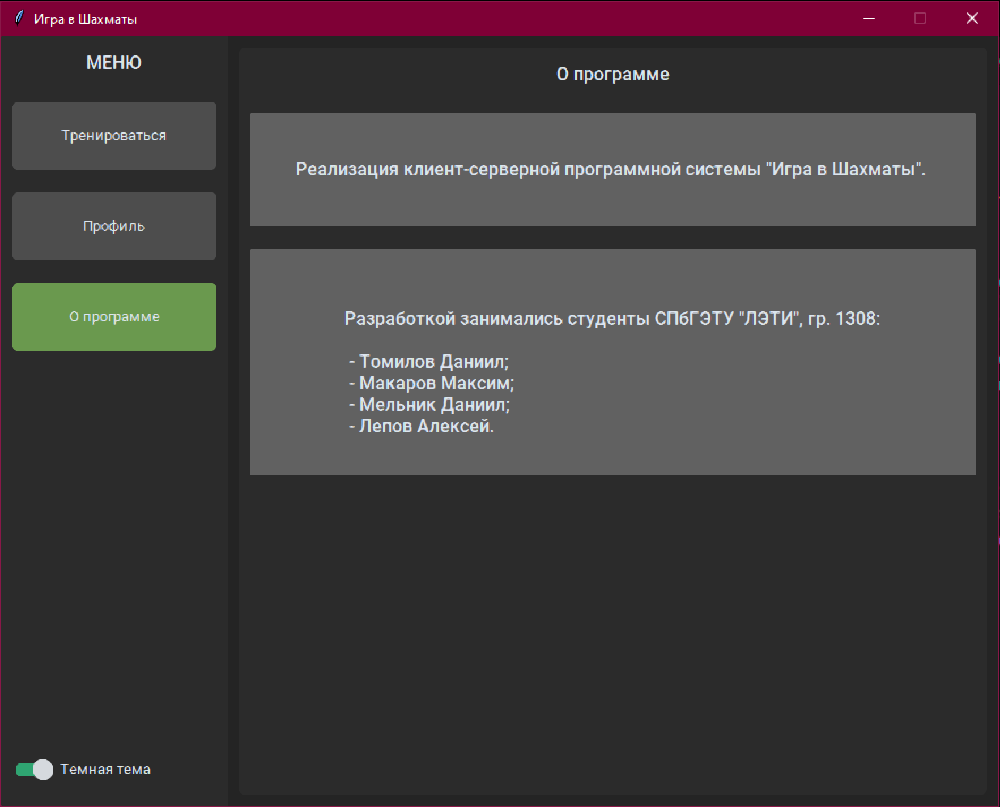 Игра в Шахматы
МЕНЮ
Тренироваться
Профиль
О программе
Темная тема
О программе
Реализация клиент-серверной программной системы "Игра в Шахматы".
Разработкой занимались студенты СПбГЭТУ "ЛЭТИ", гр. 1308:
- Томилов Даниил;
- Макаров Максим;
- Мельник Даниил;
- Лепов Алексей.